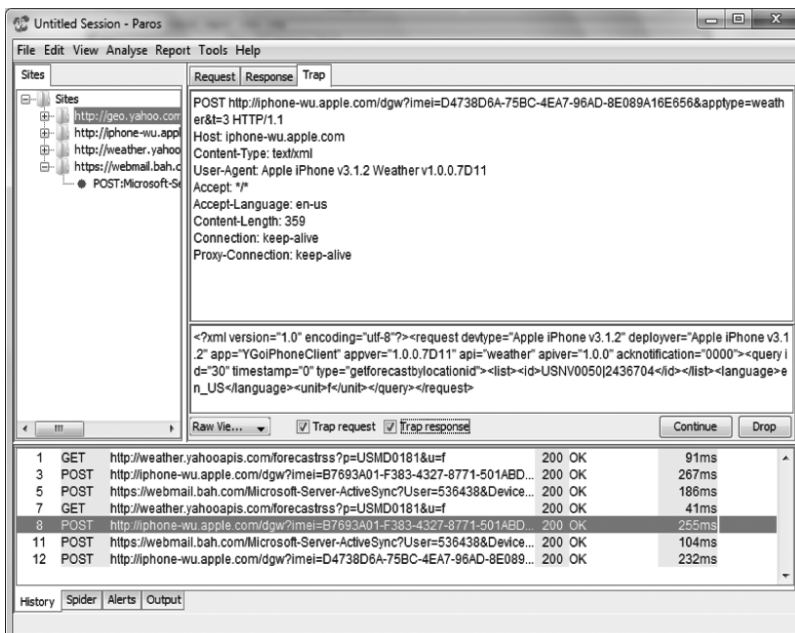 Untitled Session - Paros
File Edit View Analyse Report Tools Help
Sites
Sites
http://geo.yahoo.com
http://iphone-wu.appl
http://weather.yahoo
https://webmail.bah.c
POST:Microsoft-Se
Request Response Trap
POST http://iphone-wu.apple.com/dgw?imei=D4738D6A-75BC-4EA7-96AD-8E089A16E656&apptype=weath
er&t=3 HTTP/1.1
Host: iphone-wu.apple.com
Content-Type: text/xml
User-Agent: Apple iPhone v3.1.2 Weather v1.0.0.7D11
Accept: */*
Accept-Language: en-us
Content-Length: 359
Connection: keep-alive
Proxy-Connection: keep-alive
<?xml version="1.0" encoding="utf-8"?><request devtype="Apple iPhone v3.1.2" deployver="Apple iPhone v3.1
.2" app="YGoiPhoneClient" appver="1.0.0.7D11" api="weather" apiver="1.0.0" acknotification="0000"><query i
d="30" timestamp="0" type="getforecastbylocationid"><list><id>USNV0050|2436704</id></list><language>e
n_US</language><unit>f</unit></query></request>
Raw Vie... Trap request Trap response Continue Drop
1 GET http://weather.yahooapis.com/forecastrss?p=USMD0181&u=f 200 OK 91ms
3 POST http://iphone-wu.apple.com/dgw?imei=B7693A01-F383-4327-8771-501ABD... 200 OK 267ms
5 POST https://webmail.bah.com/Microsoft-Server-ActiveSync?User=536438&Device... 200 OK 186ms
7 GET http://weather.yahooapis.com/forecastrss?p=USMD0181&u=f 200 OK 41ms
8 POST http://iphone-wu.apple.com/dgw?imei=B7693A01-F383-4327-8771-501ABD... 200 OK 255ms
11 POST https://webmail.bah.com/Microsoft-Server-ActiveSync?User=536438&Device... 200 OK 104ms
12 POST http://iphone-wu.apple.com/dgw?imei=D4738D6A-75BC-4EA7-96AD-8E089... 200 OK 232ms
History Spider Alerts Output